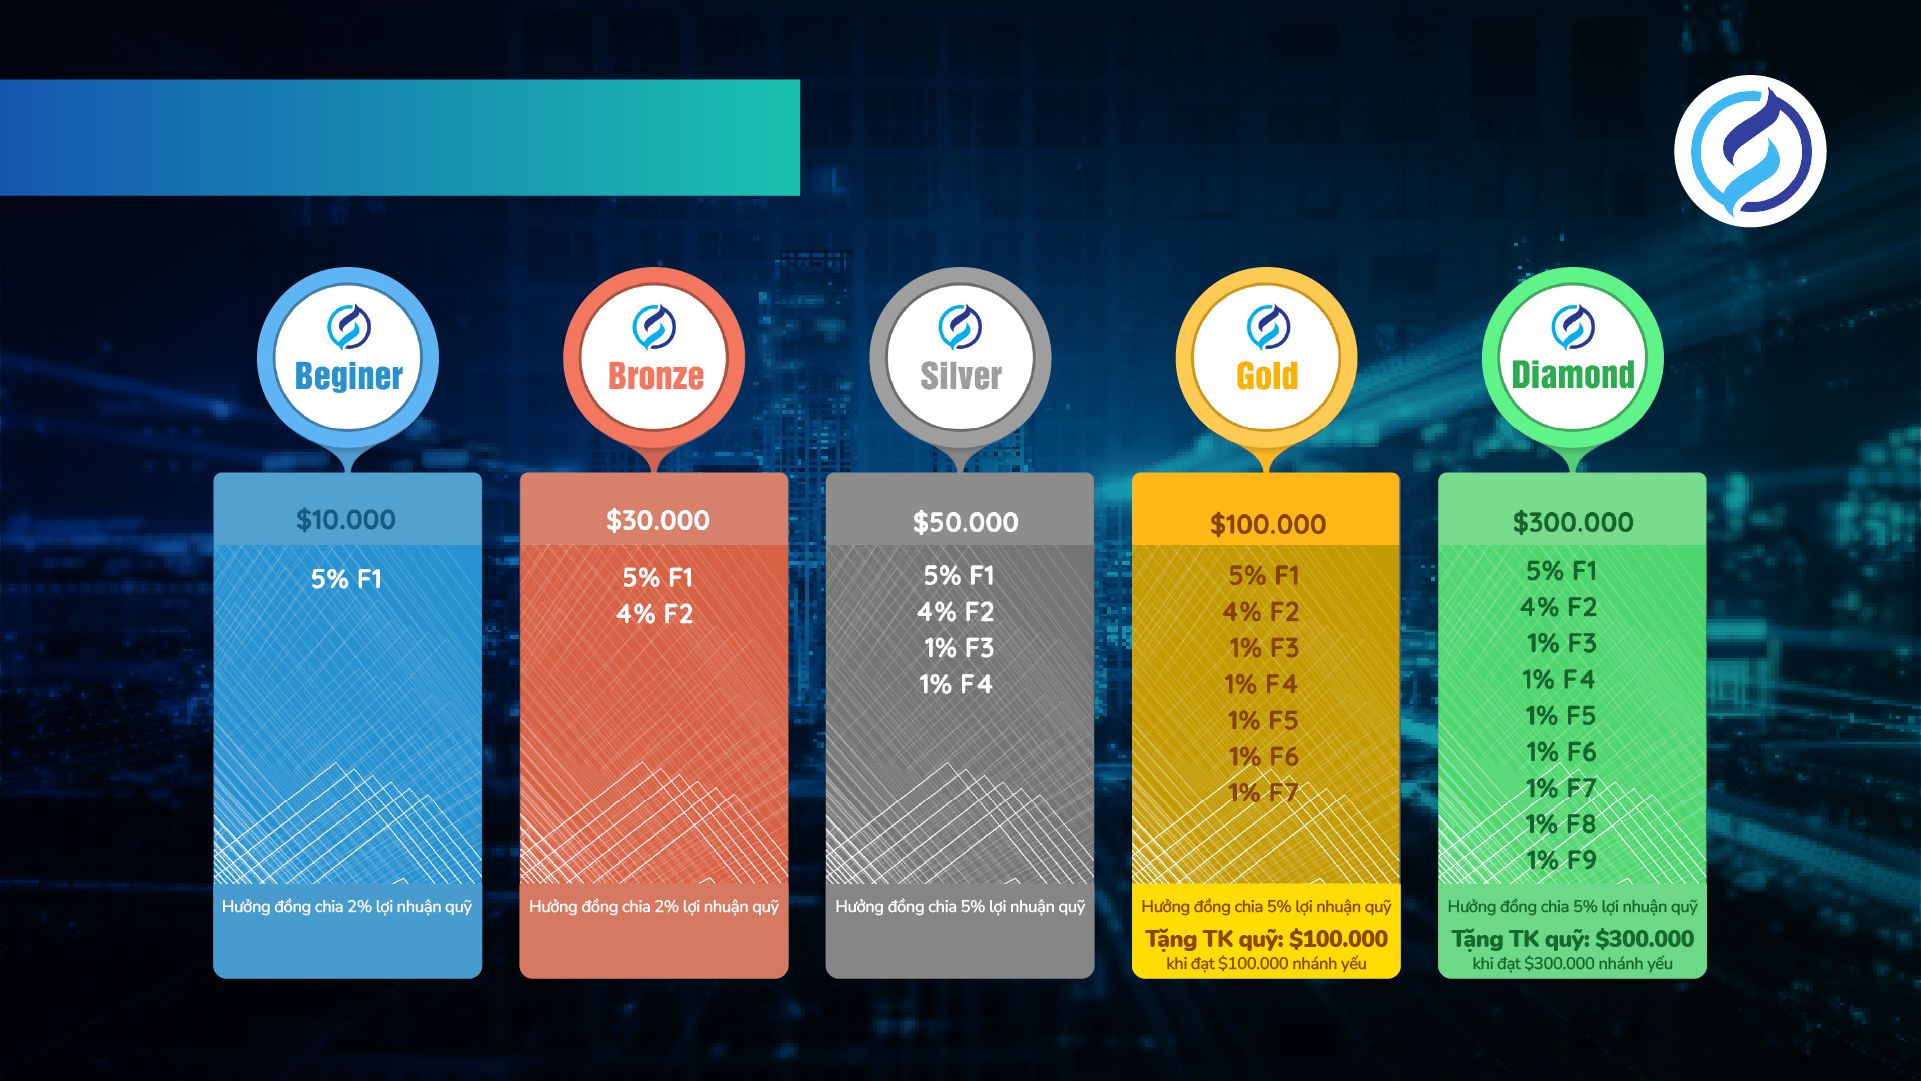 Beginer
$10.000
5% F1
Hưởng đồng chia 2% lợi nhuận quỹ
Bronze
$30.000
5% F1
4% F2
Hưởng đồng chia 2% lợi nhuận quỹ
Silver
$50.000
5% F1
4% F2
1% F3
1% F4
Hưởng đồng chia 5% lợi nhuận quỹ
Gold
$100.000
5% F1
4% F2
1% F3
1% F4
1% F5
1% F6
1% F7
Hưởng đồng chia 5% lợi nhuận quỹ
Tặng TK quỹ: $100.000
khi đạt $100.000 nhánh yếu
Diamond
$300.000
5% F1
4% F2
1% F3
1% F4
1% F5
1% F6
1% F7
1% F8
1% F9
Hưởng đồng chia 5% lợi nhuận quỹ
Tặng TK quỹ: $300.000
khi đạt $300.000 nhánh yếu